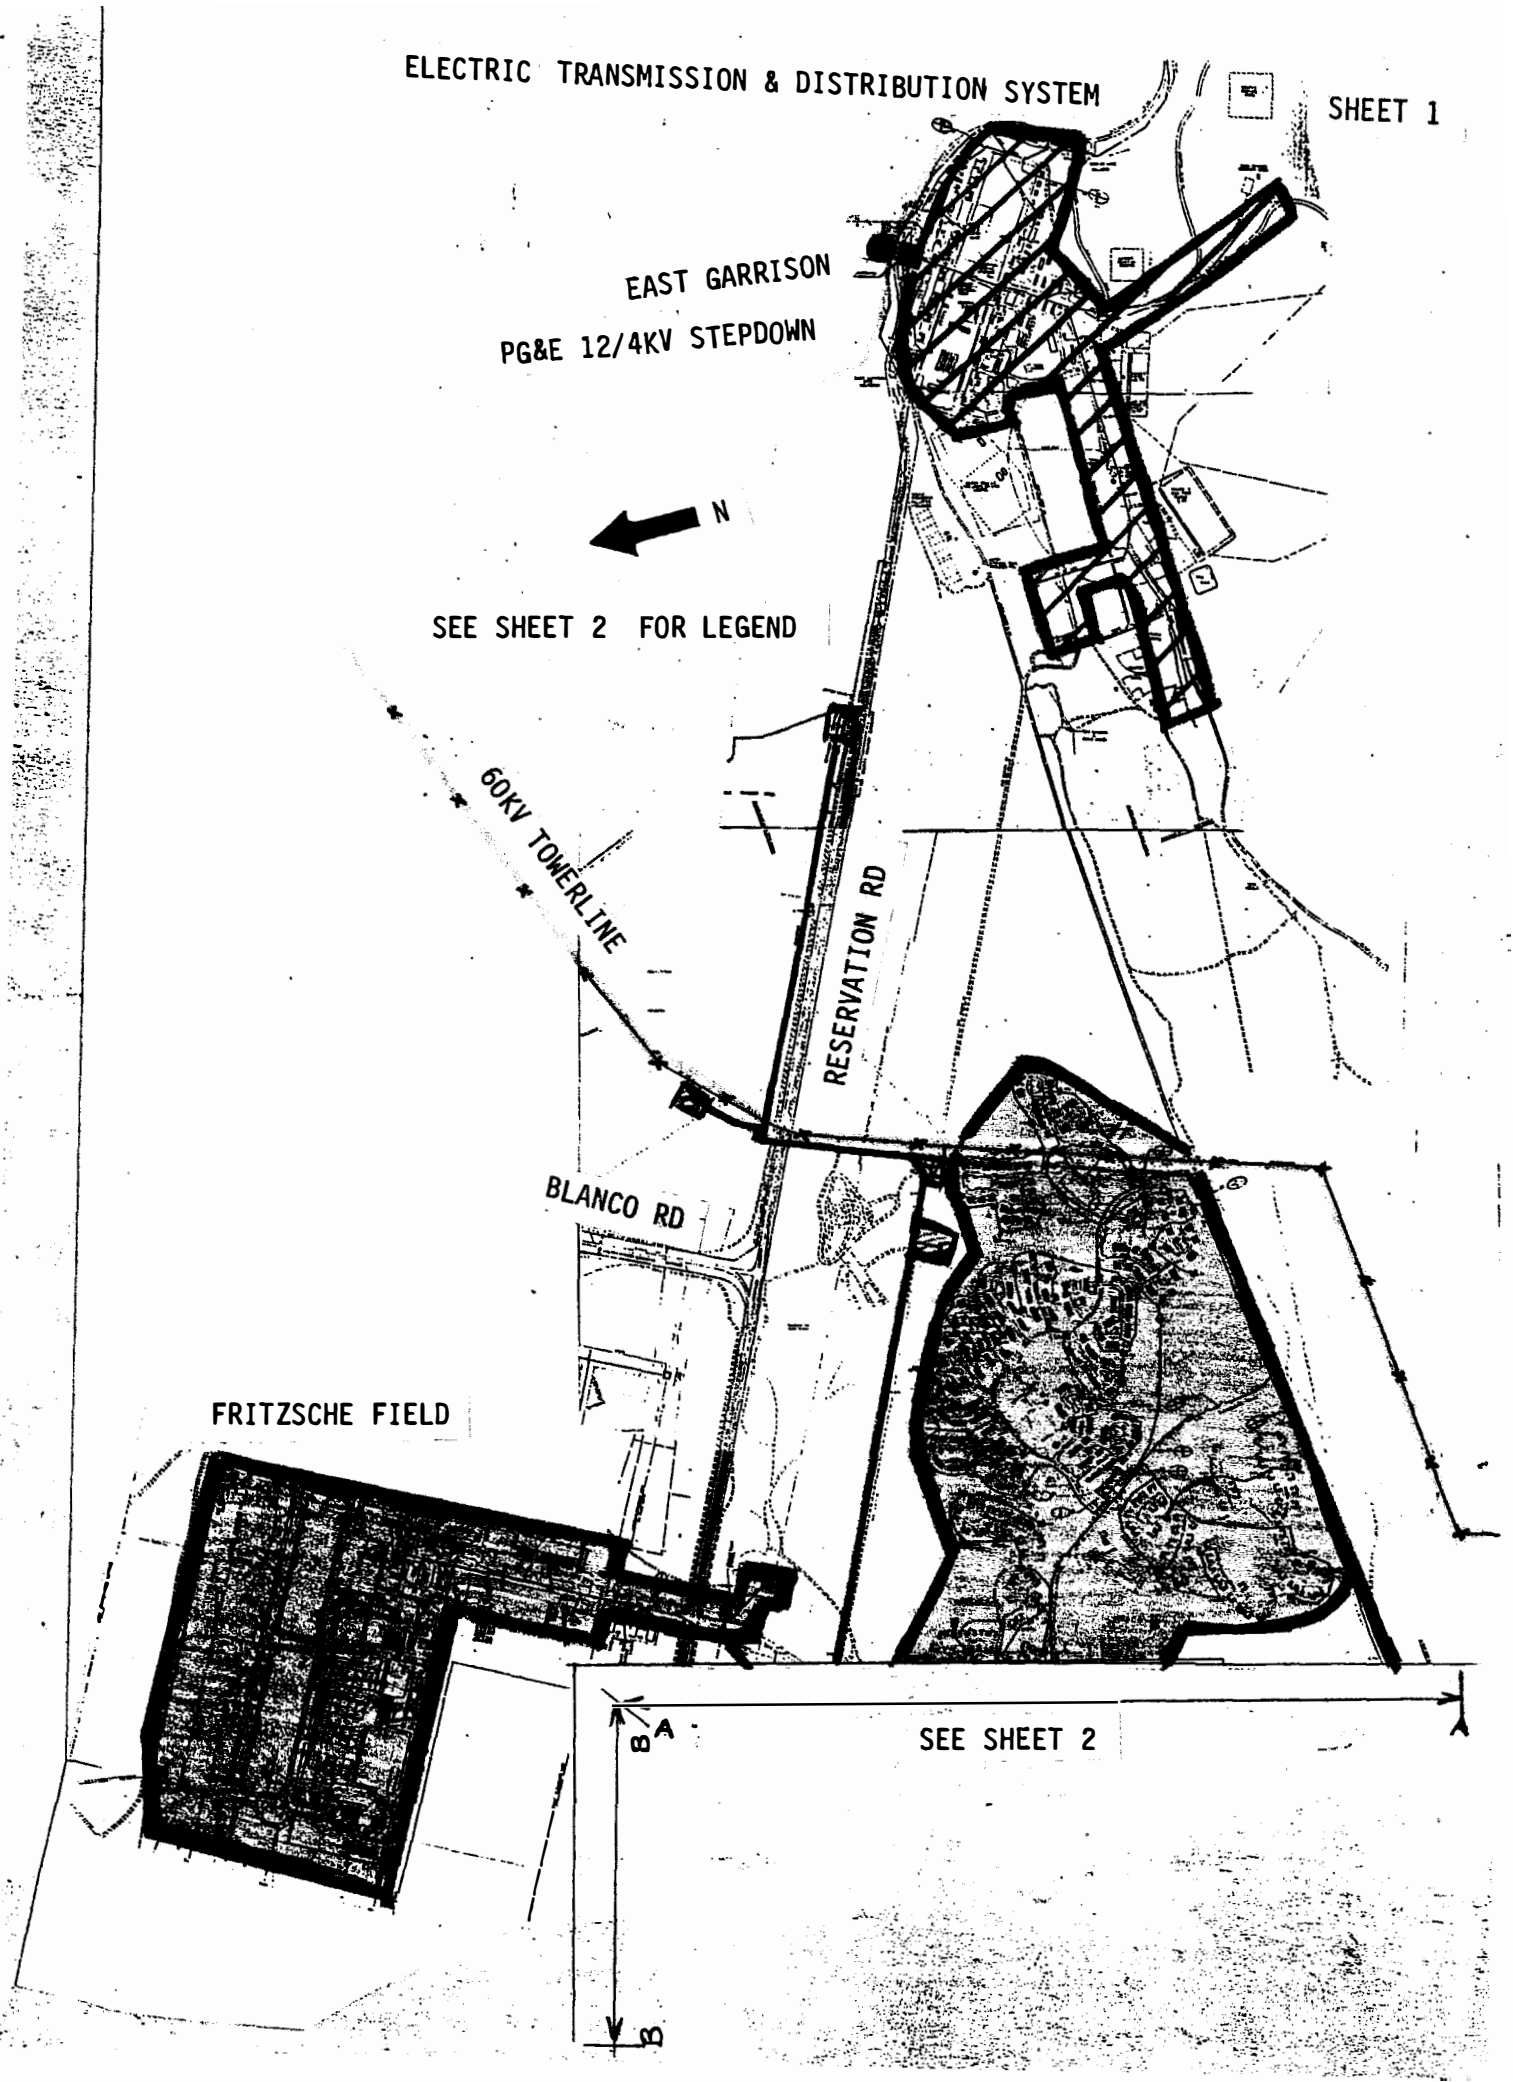 ELECTRIC TRANSMISSION & DISTRIBUTION SYSTEM
SHEET 1
EAST GARRISON
PG&E 12/4KV STEPDOWN
N
SEE SHEET 2 FOR LEGEND
60KV TOWERLINE
RESERVATION RD
BLANCO RD
FRITZSCHE FIELD
B A
SEE SHEET 2
A
B